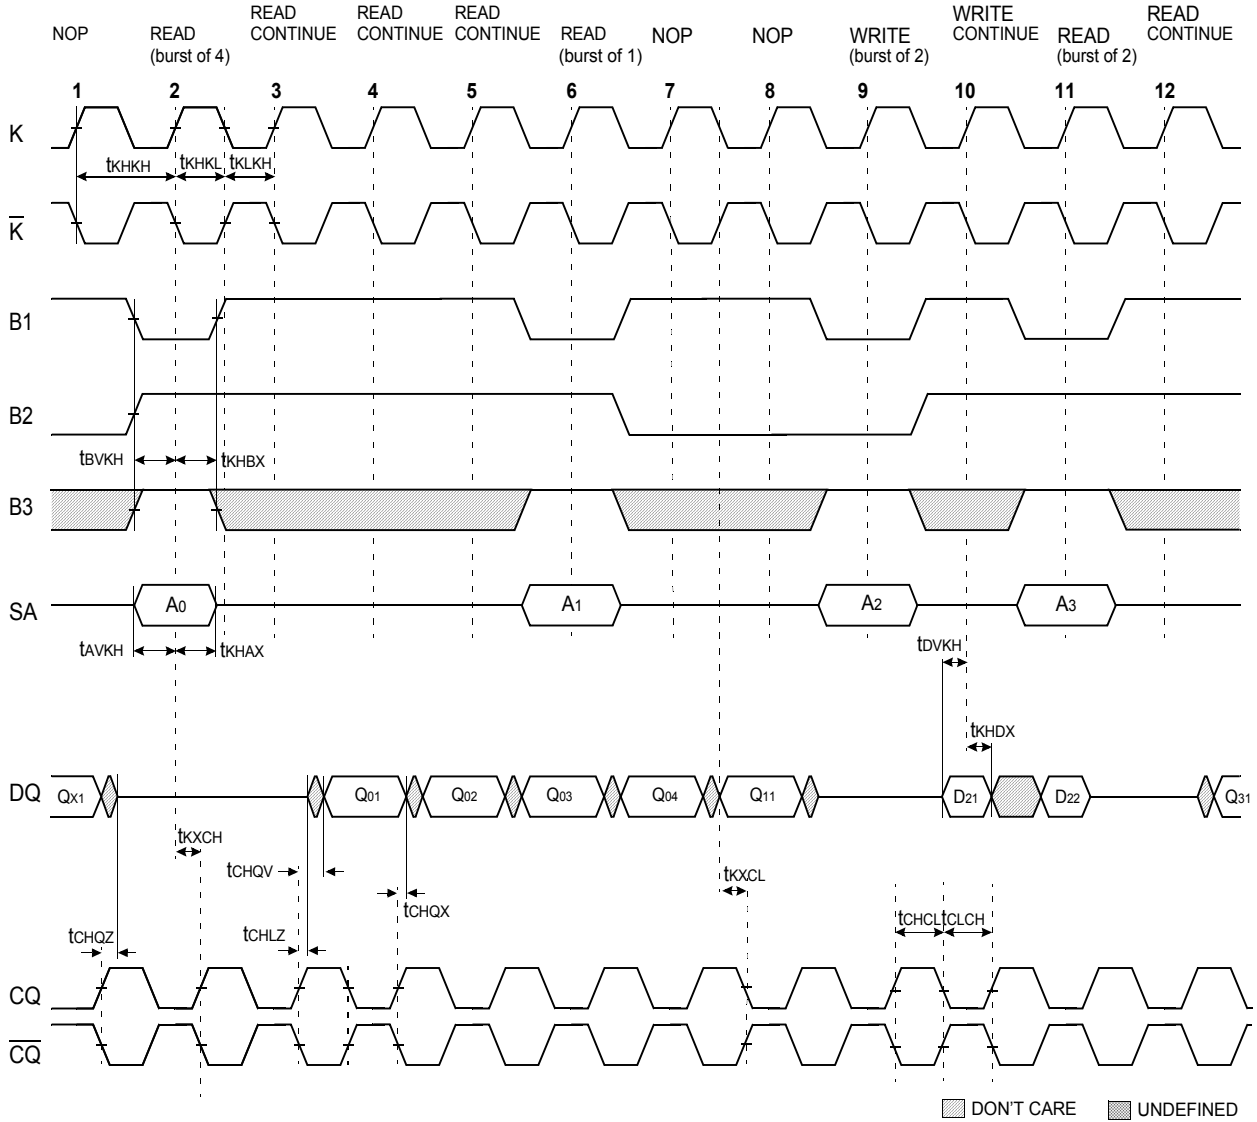 NOP READ READ READ READ READ NOP NOP WRITE WRITE READ READ
(burst of 4) CONTINUE CONTINUE CONTINUE (burst of 1) (burst of 2) CONTINUE (burst of 2) CONTINUE
1 2 3 4 5 6 7 8 9 10 11 12
K
tKHKH tKHKL tKLKH
K
B1
B2
tBVKH tKHBX
B3
SA A0 A1 A2 A3
tAVKH tKHAX tDVKH
tKHDX
DQ QX1 Q01 Q02 Q03 Q04 Q11 D21 D22 Q31
tKXCH
tCHQV tKXCL
tCHQX
tCHQZ tCHLZ tCHCL tCLCH
CQ
CQ
DON'T CARE UNDEFINED